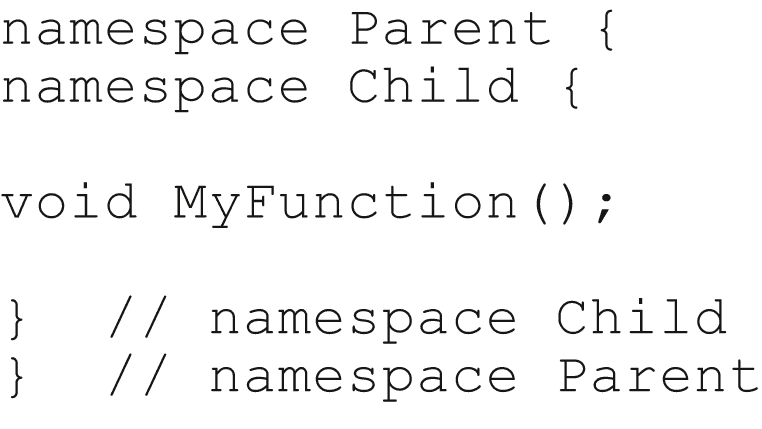 namespace Parent {
namespace Child {

void MyFunction();

}  // namespace Child
}  // namespace Parent